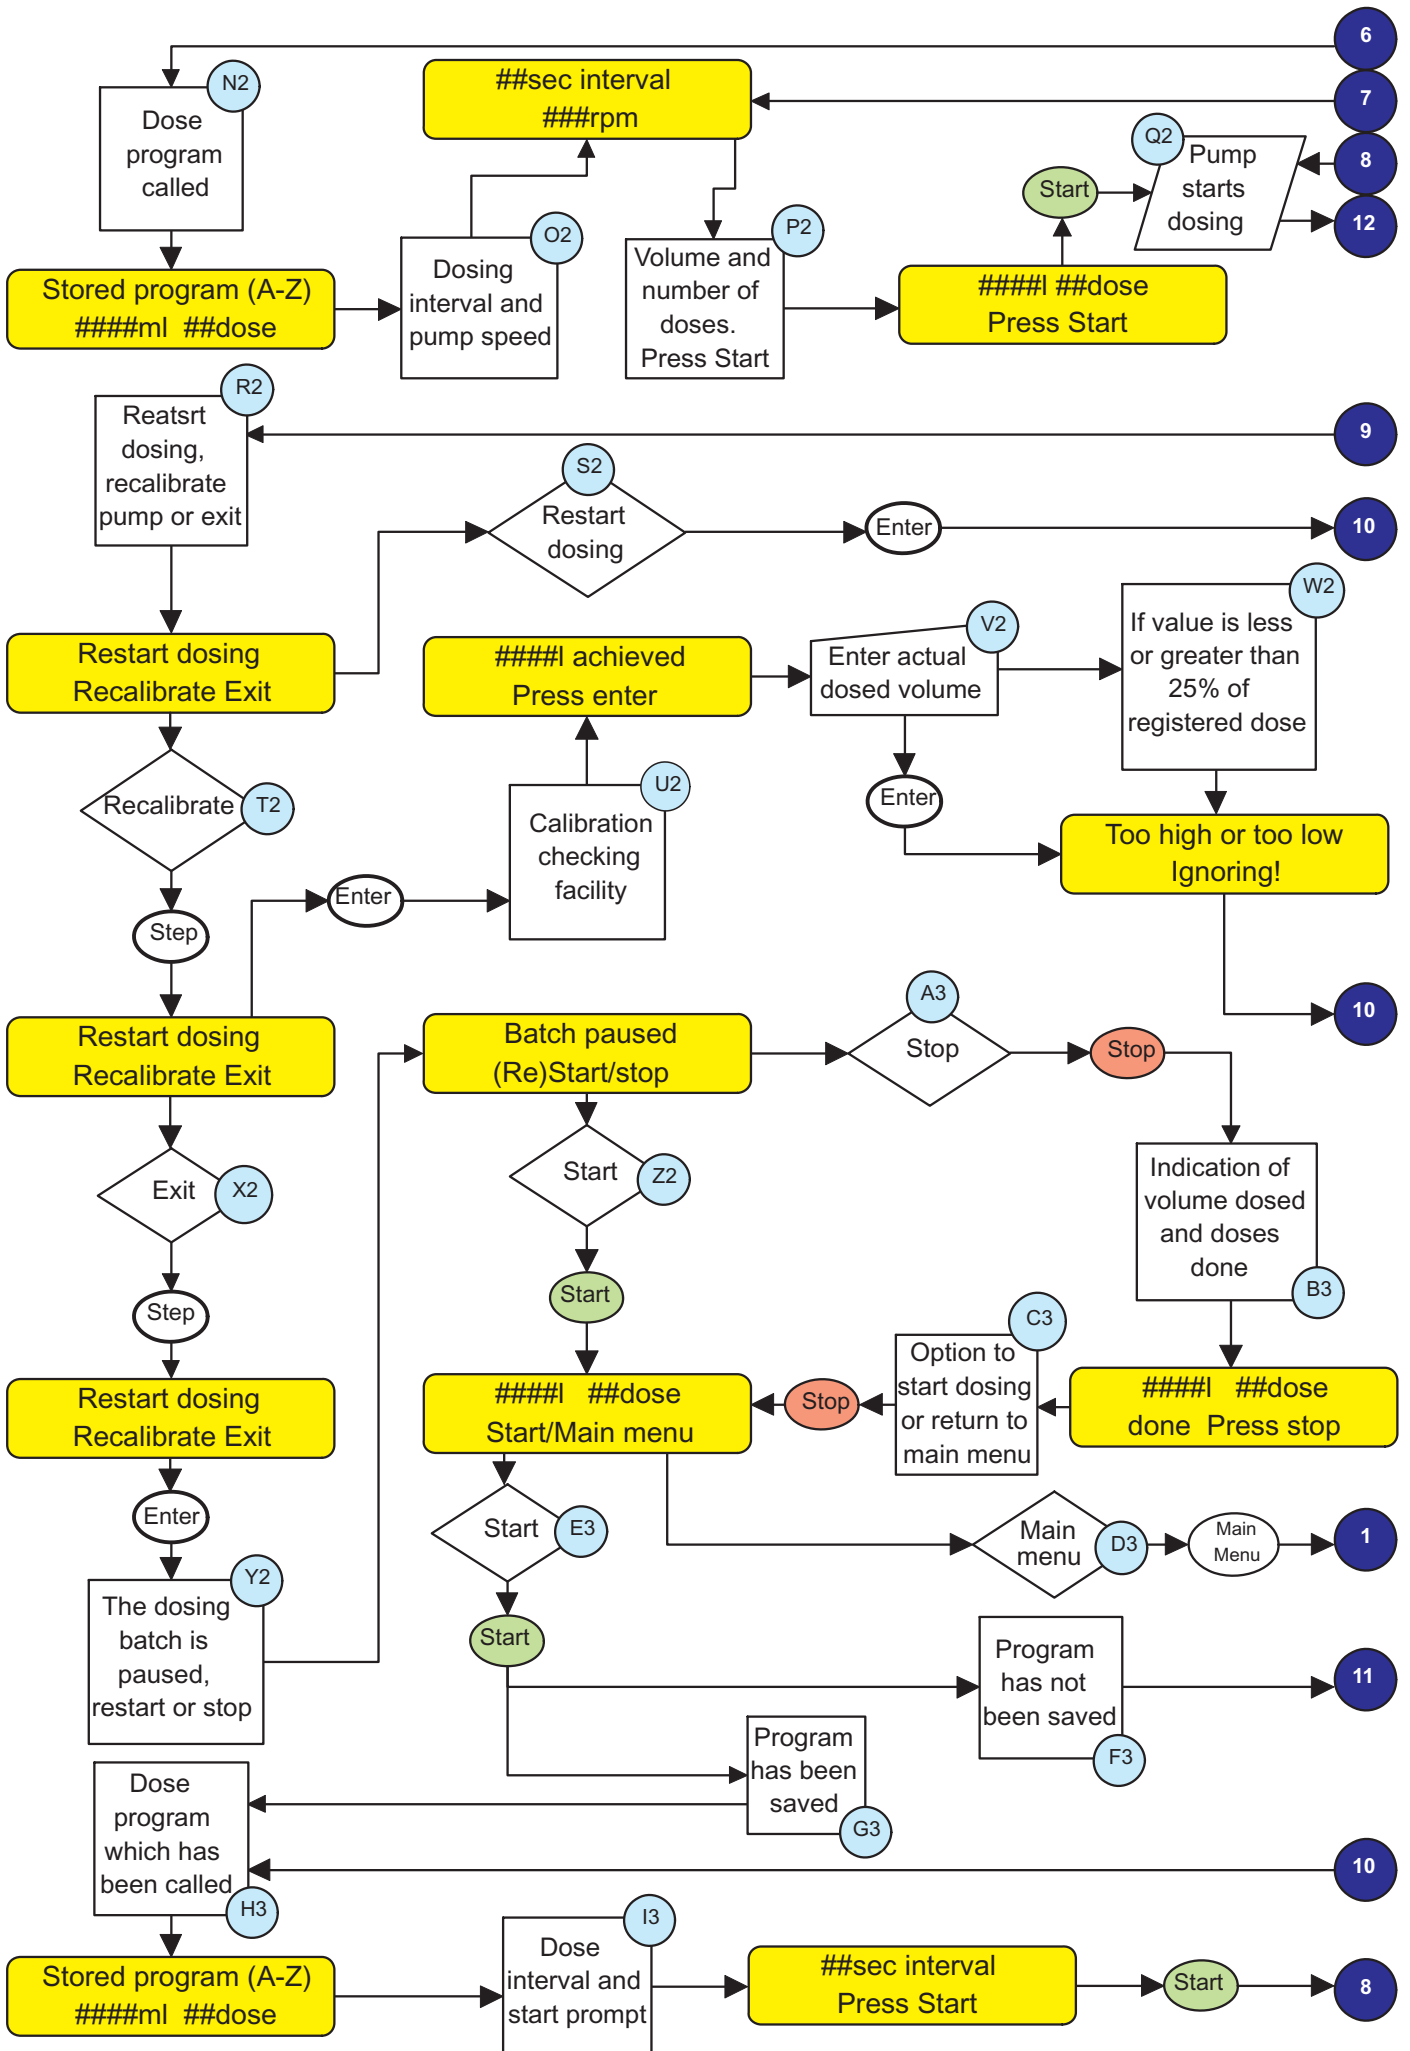 6
N2
Dose
program
called
##sec interval
###rpm
7
Q2
Pump
starts
dosing
8
12
Start
O2
Dosing
interval and
pump speed
P2
Volume and
number of
doses.
Press Start
####l ##dose
Press Start
Stored program (A-Z)
####ml ##dose
R2
Reatsrt
dosing,
recalibrate
pump or exit
9
S2
Restart
dosing
Enter
10
W2
If value is less
or greater than
25% of
registered dose
Restart dosing
Recalibrate Exit
####l achieved
Press enter
V2
Enter actual
dosed volume
Recalibrate
T2
U2
Calibration
checking
facility
Enter
Too high or too low
Ignoring!
Step
Enter
10
Restart dosing
Recalibrate Exit
Batch paused
(Re)Start/stop
A3
Stop
Stop
Exit
X2
Start
Z2
Indication of
volume dosed
and doses
done
B3
Step
Start
C3
Option to
start dosing
or return to
main menu
Restart dosing
Recalibrate Exit
####l ##dose
Start/Main menu
Stop
####l ##dose
done Press stop
Enter
Start
E3
Main
menu
D3
Main
Menu
1
Y2
The dosing
batch is
paused,
restart or stop
Start
Program
has not
been saved
F3
11
Program
has been
saved
G3
Dose
program
which has
been called
H3
10
Stored program (A-Z)
####ml ##dose
I3
Dose
interval and
start prompt
##sec interval
Press Start
Start
8